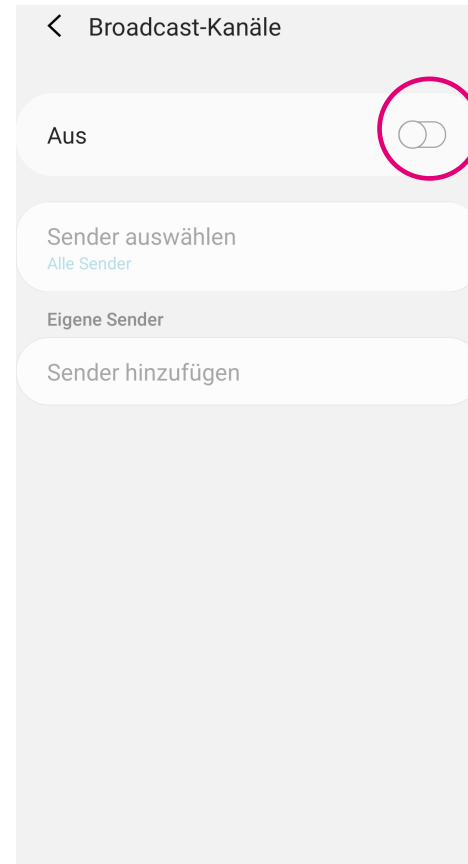 Broadcast-Kanäle
Aus
Sender auswählen
Alle Sender
Eigene Sender
Sender hinzufügen